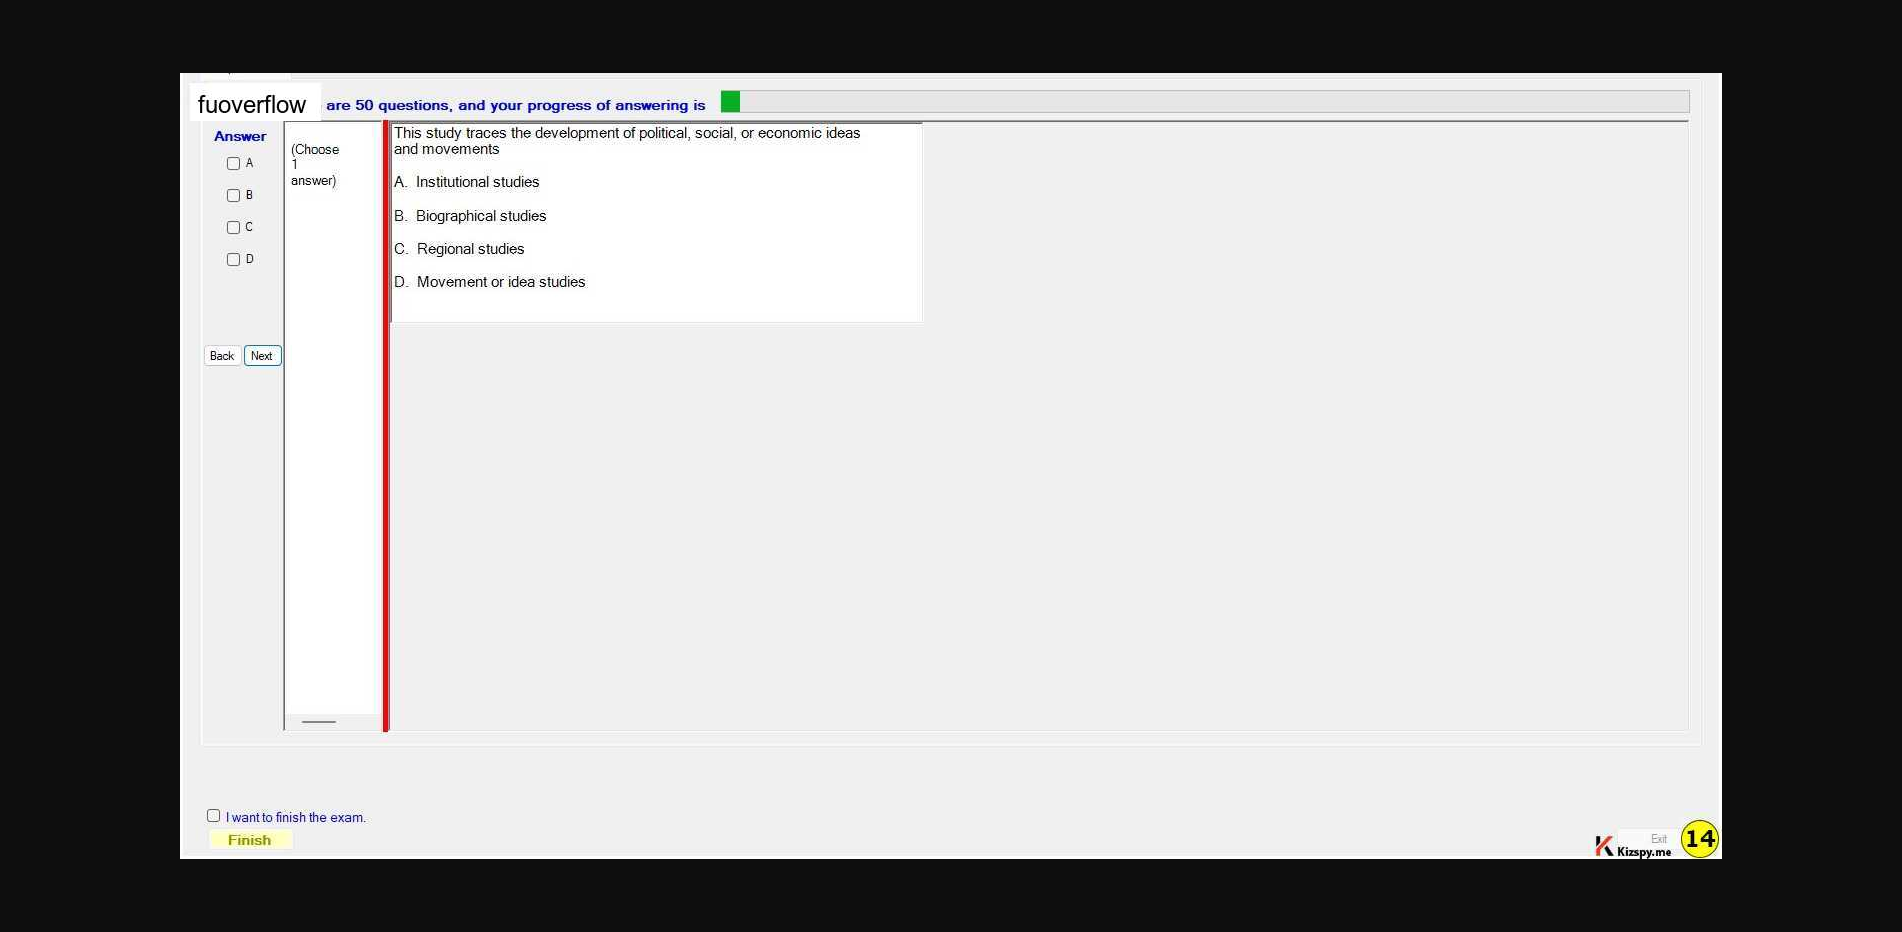 fuoverflow are 50 questions, and your progress of answering is
Answer
A
B
C
D
Back Next
(Choose
1
answer)
This study traces the development of political, social, or economic ideas
and movements
A. Institutional studies
B. Biographical studies
C. Regional studies
D. Movement or idea studies
I want to finish the exam.
Finish
Exit
Kizspy.me
14